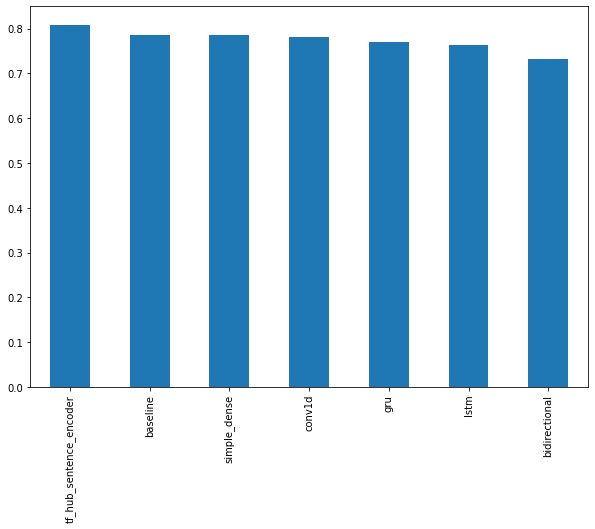 0.8
0.7
0.6
0.5
0.4
0.3
0.2
0.1
0.0
tf_hub_sentence_encoder
baseline
simple_dense
conv1d
gru
lstm
bidirectional